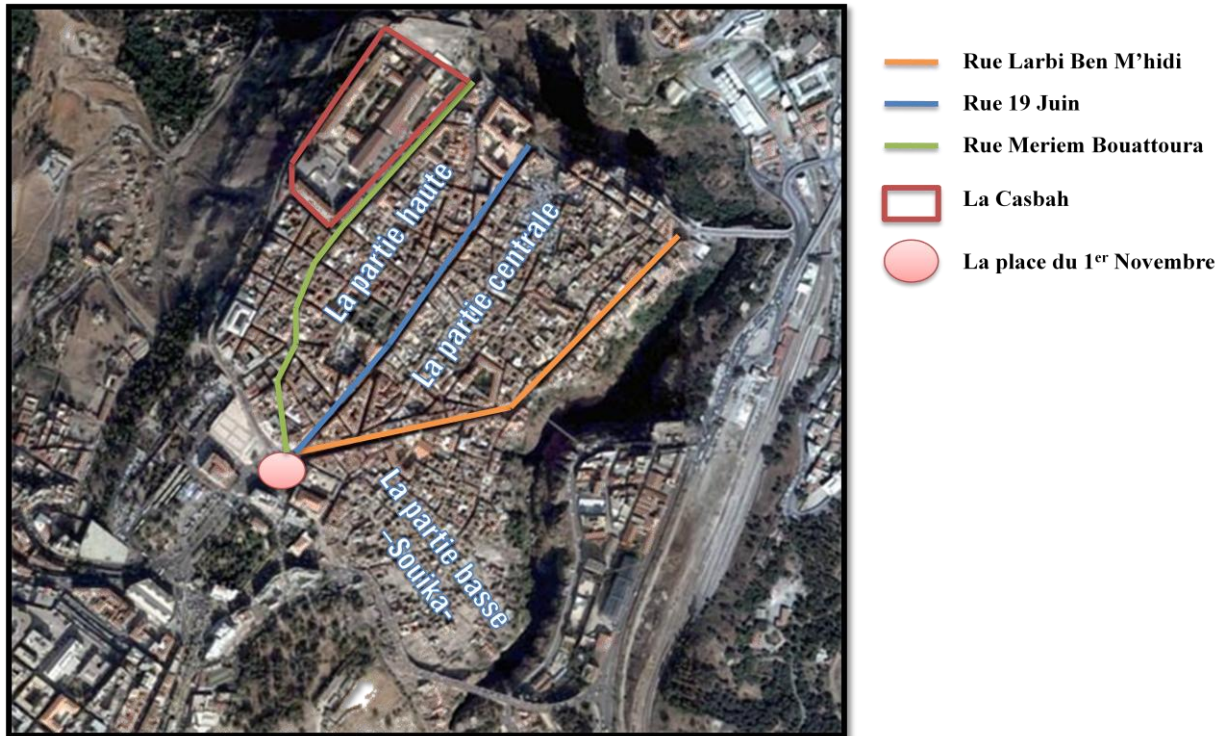 Rue Larbi Ben M’hidi
Rue 19 Juin
Rue Meriem Bouattoura
La Casbah
La place du 1er Novembre
La partie haute
La partie centrale
La partie basse
–Souika-